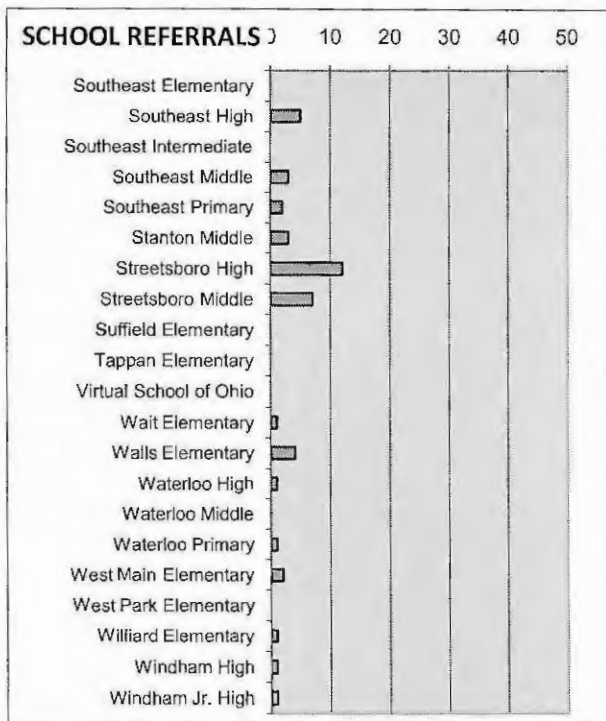 SCHOOL REFERRALS 0 10 20 30 40 50
Southeast Elementary
Southeast High
Southeast Intermediate
Southeast Middle
Southeast Primary
Stanton Middle
Streetsboro High
Streetsboro Middle
Suffield Elementary
Tappan Elementary
Virtual School of Ohio
Wait Elementary
Walls Elementary
Waterloo High
Waterloo Middle
Waterloo Primary
West Main Elementary
West Park Elementary
Williard Elementary
Windham High
Windham Jr. High